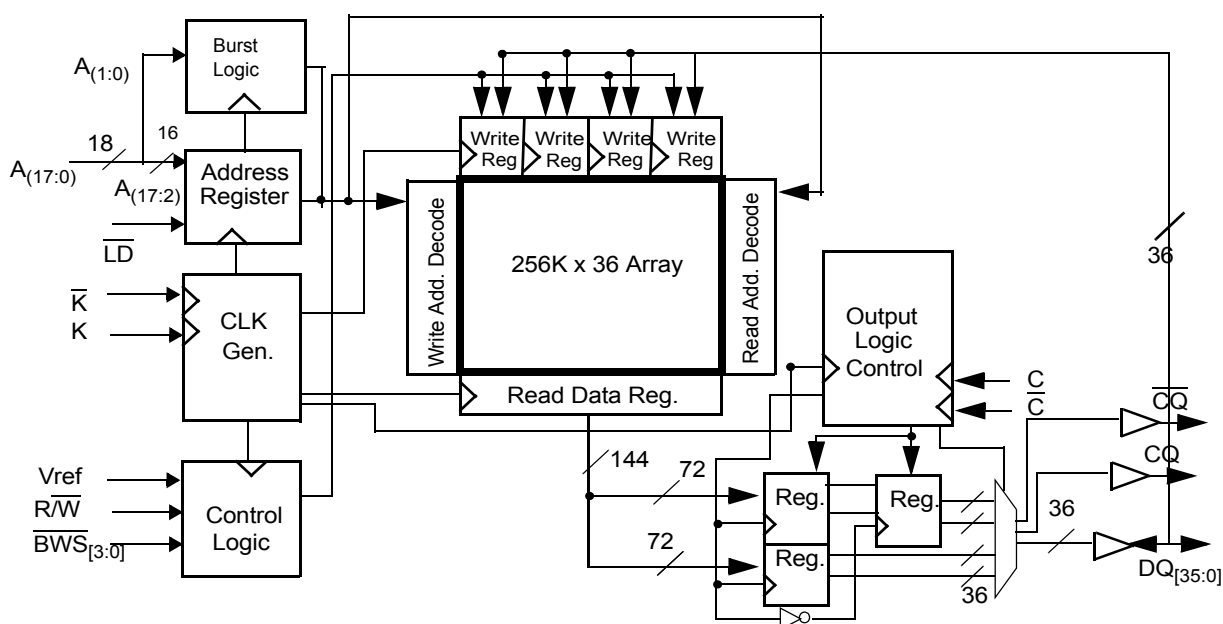 Burst
Logic
A(1:0)
18
16
A(17:0)
A(17:2)
Address
Register
LD
K
K
CLK
Gen.
Vref
R/W
BWS[3:0]
Control
Logic
Write
Reg
Write
Reg
Write
Reg
Write
Reg
Write Add. Decode
256K x 36 Array
Read Add. Decode
Read Data Reg.
144
72
72
Output
Logic
Control
C
C
Reg.
Reg.
Reg.
36
36
36
CQ
CQ
DQ[35:0]